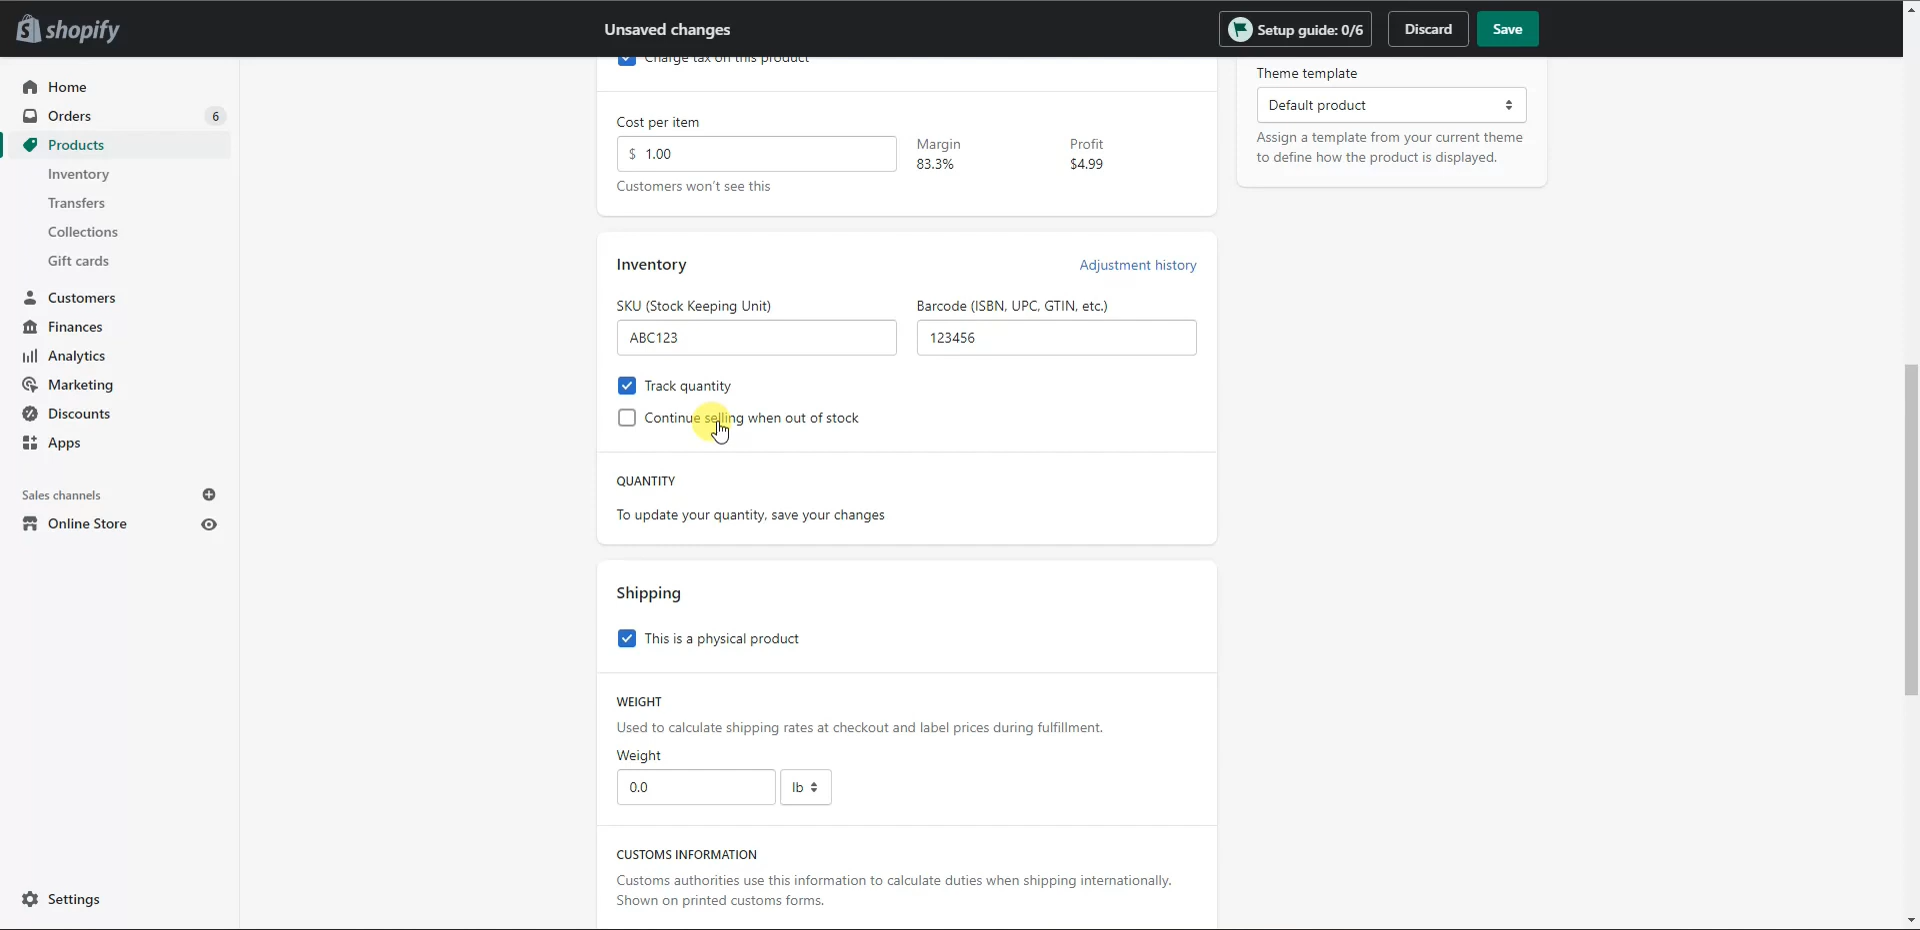 shopify
Unsaved changes
Setup guide: 0/6
Discard
Save
Home
Orders
6
Products
Inventory
Transfers
Collections
Gift cards
Customers
Finances
Analytics
Marketing
Discounts
Apps
Sales channels
Online Store
Settings
Charge tax on this product
Cost per item
$ 1.00
Customers won't see this
Margin
83.3%
Profit
$4.99
Inventory
Adjustment history
SKU (Stock Keeping Unit)
ABC123
Barcode (ISBN, UPC, GTIN, etc.)
123456
Track quantity
Continue selling when out of stock
QUANTITY
To update your quantity, save your changes
Shipping
This is a physical product
WEIGHT
Used to calculate shipping rates at checkout and label prices during fulfillment.
Weight
0.0
lb
CUSTOMS INFORMATION
Customs authorities use this information to calculate duties when shipping internationally.
Shown on printed customs forms.
Theme template
Default product
Assign a template from your current theme
to define how the product is displayed.